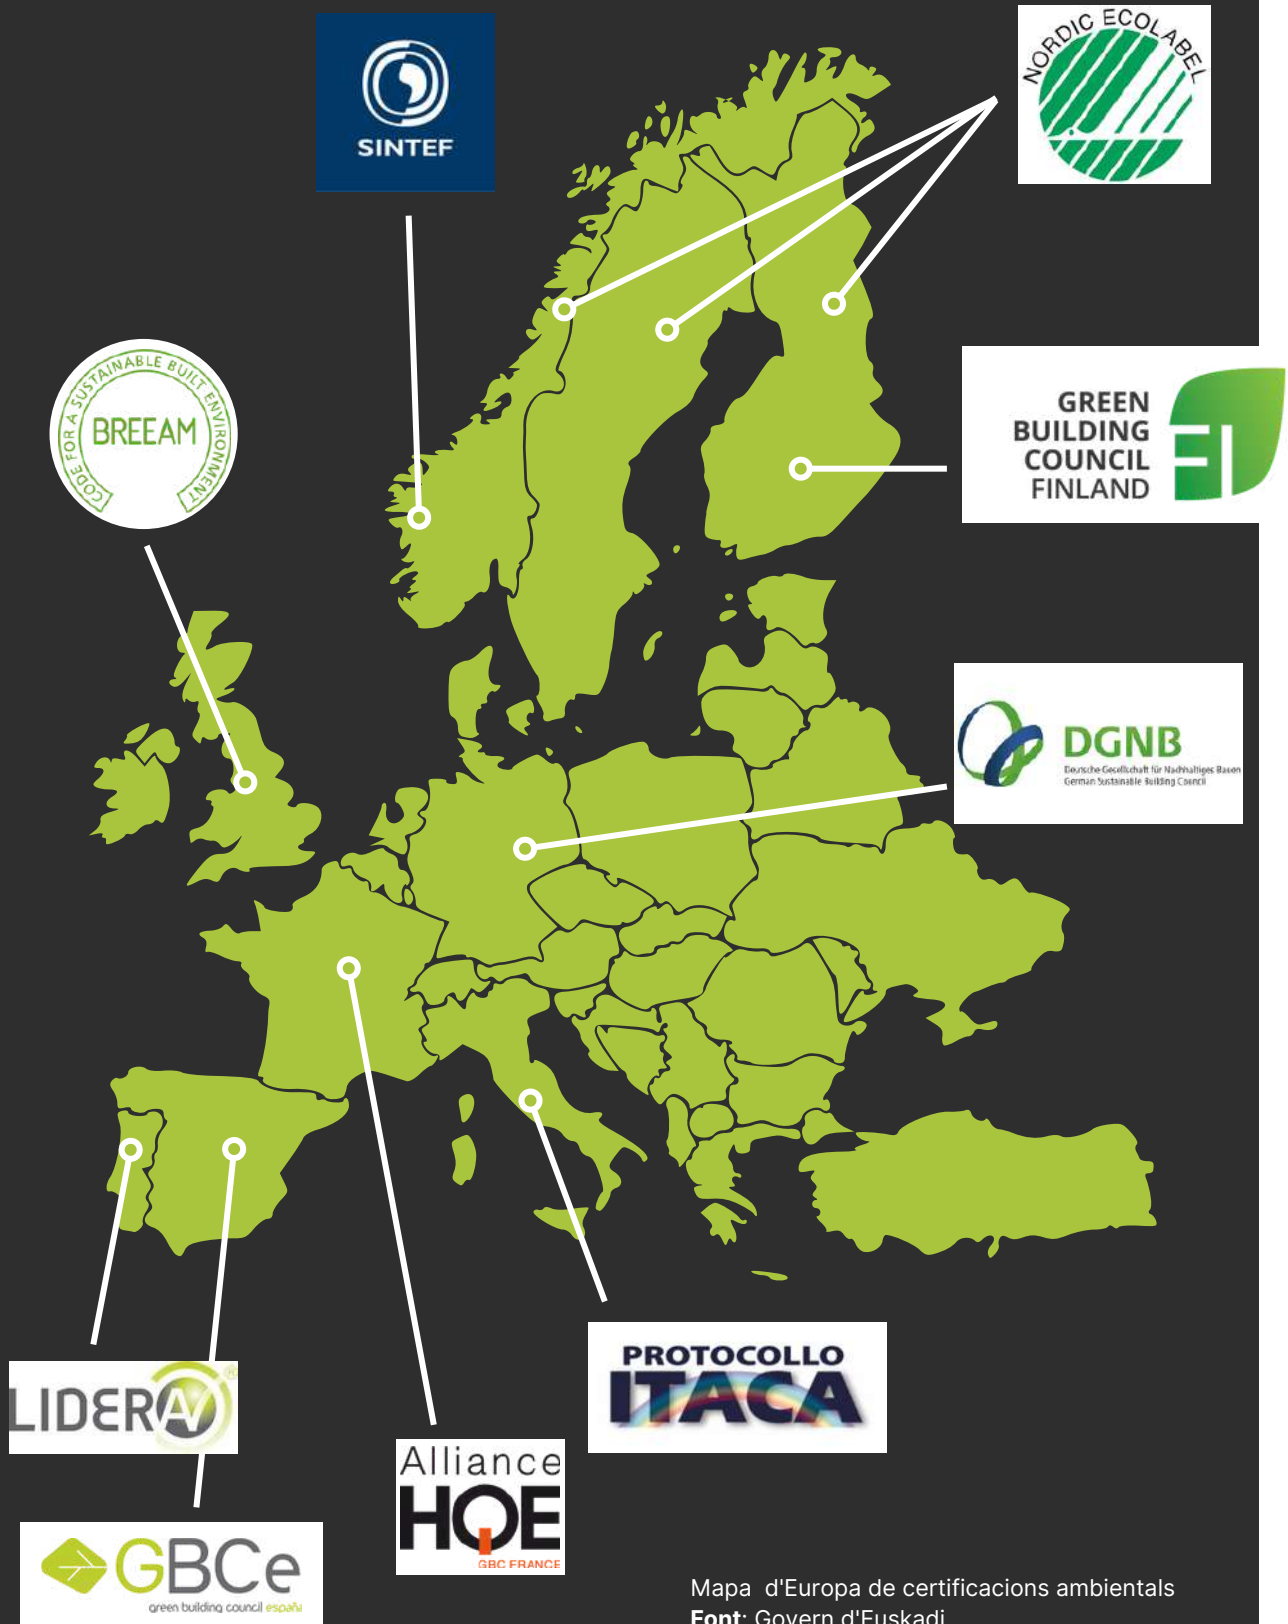 SINTEF
NORDIC ECOLABEL
CODE FOR A SUSTAINABLE BUILT ENVIRONMENT
BREEAM
GREEN
BUILDING
COUNCIL
FINLAND
DGNB
Deutsche Gesellschaft für Nachhaltiges Bauen
German Sustainable Building Council
LIDERA
PROTOCOLLO
ITACA
Alliance
HQE
GBC FRANCE
GBCe
green building council españa
Mapa d'Europa de certificacions ambientals
Font: Govern d'Euskadi